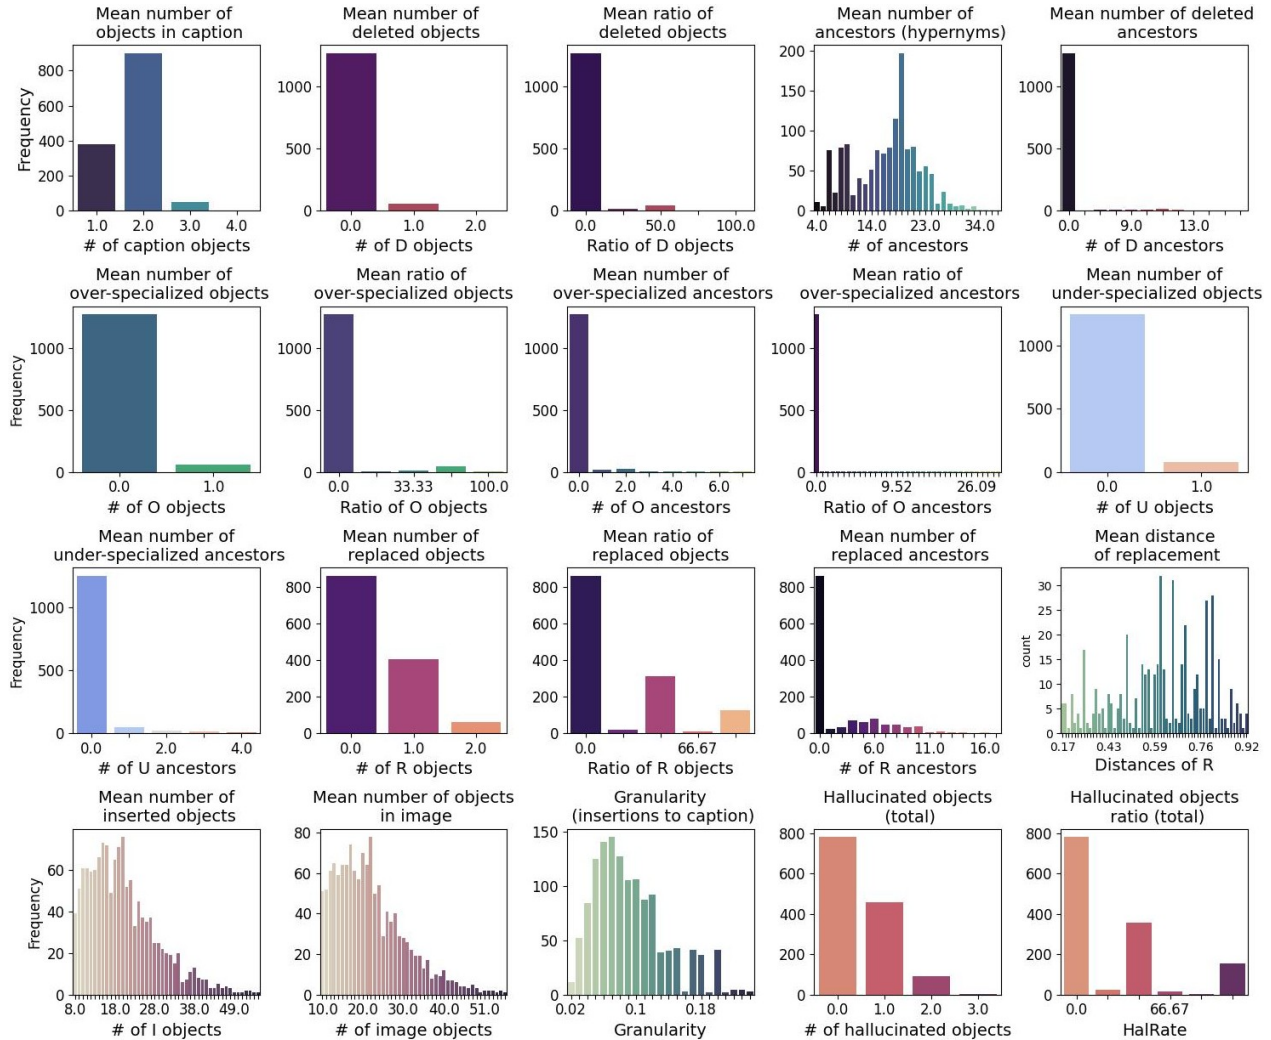 Mean number of
objects in caption
Frequency
800
600
400
200
0
1.0 2.0 3.0 4.0
# of caption objects
Mean number of
deleted objects
1000
500
0
0.0 1.0 2.0
# of D objects
Mean ratio of
deleted objects
1000
500
0
0.0 50.0 100.0
Ratio of D objects
Mean number of
ancestors (hypernyms)
200
150
100
50
0
4.0 14.0 23.0 34.0
# of ancestors
Mean number of deleted
ancestors
1000
500
0
0.0 9.0 13.0
# of D ancestors
Mean number of
over-specialized objects
Frequency
1000
500
0
0.0 1.0
# of O objects
Mean ratio of
over-specialized objects
1000
500
0
0.0 33.33 100.0
Ratio of O objects
Mean number of
over-specialized ancestors
1000
500
0
0.0 2.0 4.0 6.0
# of O ancestors
Mean ratio of
over-specialized ancestors
1000
500
0
0.0 9.52 26.09
Ratio of O ancestors
Mean number of
under-specialized objects
1000
500
0
0.0 1.0
# of U objects
Mean number of
under-specialized ancestors
Frequency
1000
500
0
0.0 2.0 4.0
# of U ancestors
Mean number of
replaced objects
800
600
400
200
0
0.0 1.0 2.0
# of R objects
Mean ratio of
replaced objects
800
600
400
200
0
0.0 66.67
Ratio of R objects
Mean number of
replaced ancestors
800
600
400
200
0
0.0 6.0 11.0 16.0
# of R ancestors
Mean distance
of replacement
count
30
25
20
15
10
5
0
0.17 0.43 0.59 0.76 0.92
Distances of R
Mean number of
inserted objects
Frequency
60
40
20
0
8.0 18.0 28.0 38.0 49.0
# of I objects
Mean number of objects
in image
80
60
40
20
0
10.0 20.0 30.0 40.0 51.0
# of image objects
Granularity
(insertions to caption)
150
100
50
0
0.02 0.1 0.18
Granularity
Hallucinated objects
(total)
800
600
400
200
0
0.0 1.0 2.0 3.0
# of hallucinated objects
Hallucinated objects
ratio (total)
800
600
400
200
0
0.0 66.67
HalRate